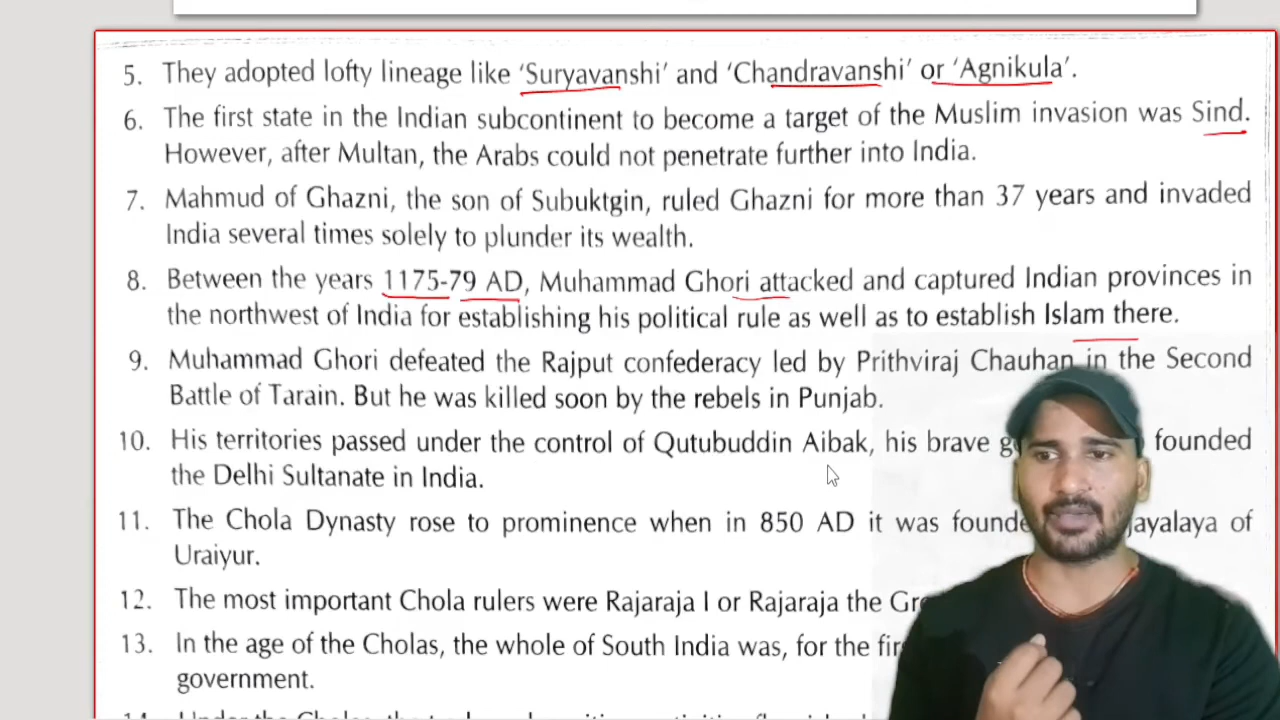 5. They adopted lofty lineage like 'Suryavanshi' and 'Chandravanshi' or 'Agnikula'.
6. The first state in the Indian subcontinent to become a target of the Muslim invasion was Sind.
However, after Multan, the Arabs could not penetrate further into India.
7. Mahmud of Ghazni, the son of Subuktgin, ruled Ghazni for more than 37 years and invaded
India several times solely to plunder its wealth.
8. Between the years 1175-79 AD, Muhammad Ghori attacked and captured Indian provinces in
the northwest of India for establishing his political rule as well as to establish Islam there.
9. Muhammad Ghori defeated the Rajput confederacy led by Prithviraj Chauhan in the Second
Battle of Tarain. But he was killed soon by the rebels in Punjab.
10. His territories passed under the control of Qutubuddin Aibak, his brave founded
the Delhi Sultanate in India.
11. The Chola Dynasty rose to prominence when in 850 AD it was of
Uraiyur.
12. The most important Chola rulers were Rajaraja I or Rajaraja the
13. In the age of the Cholas, the whole of South India was, for the
government.